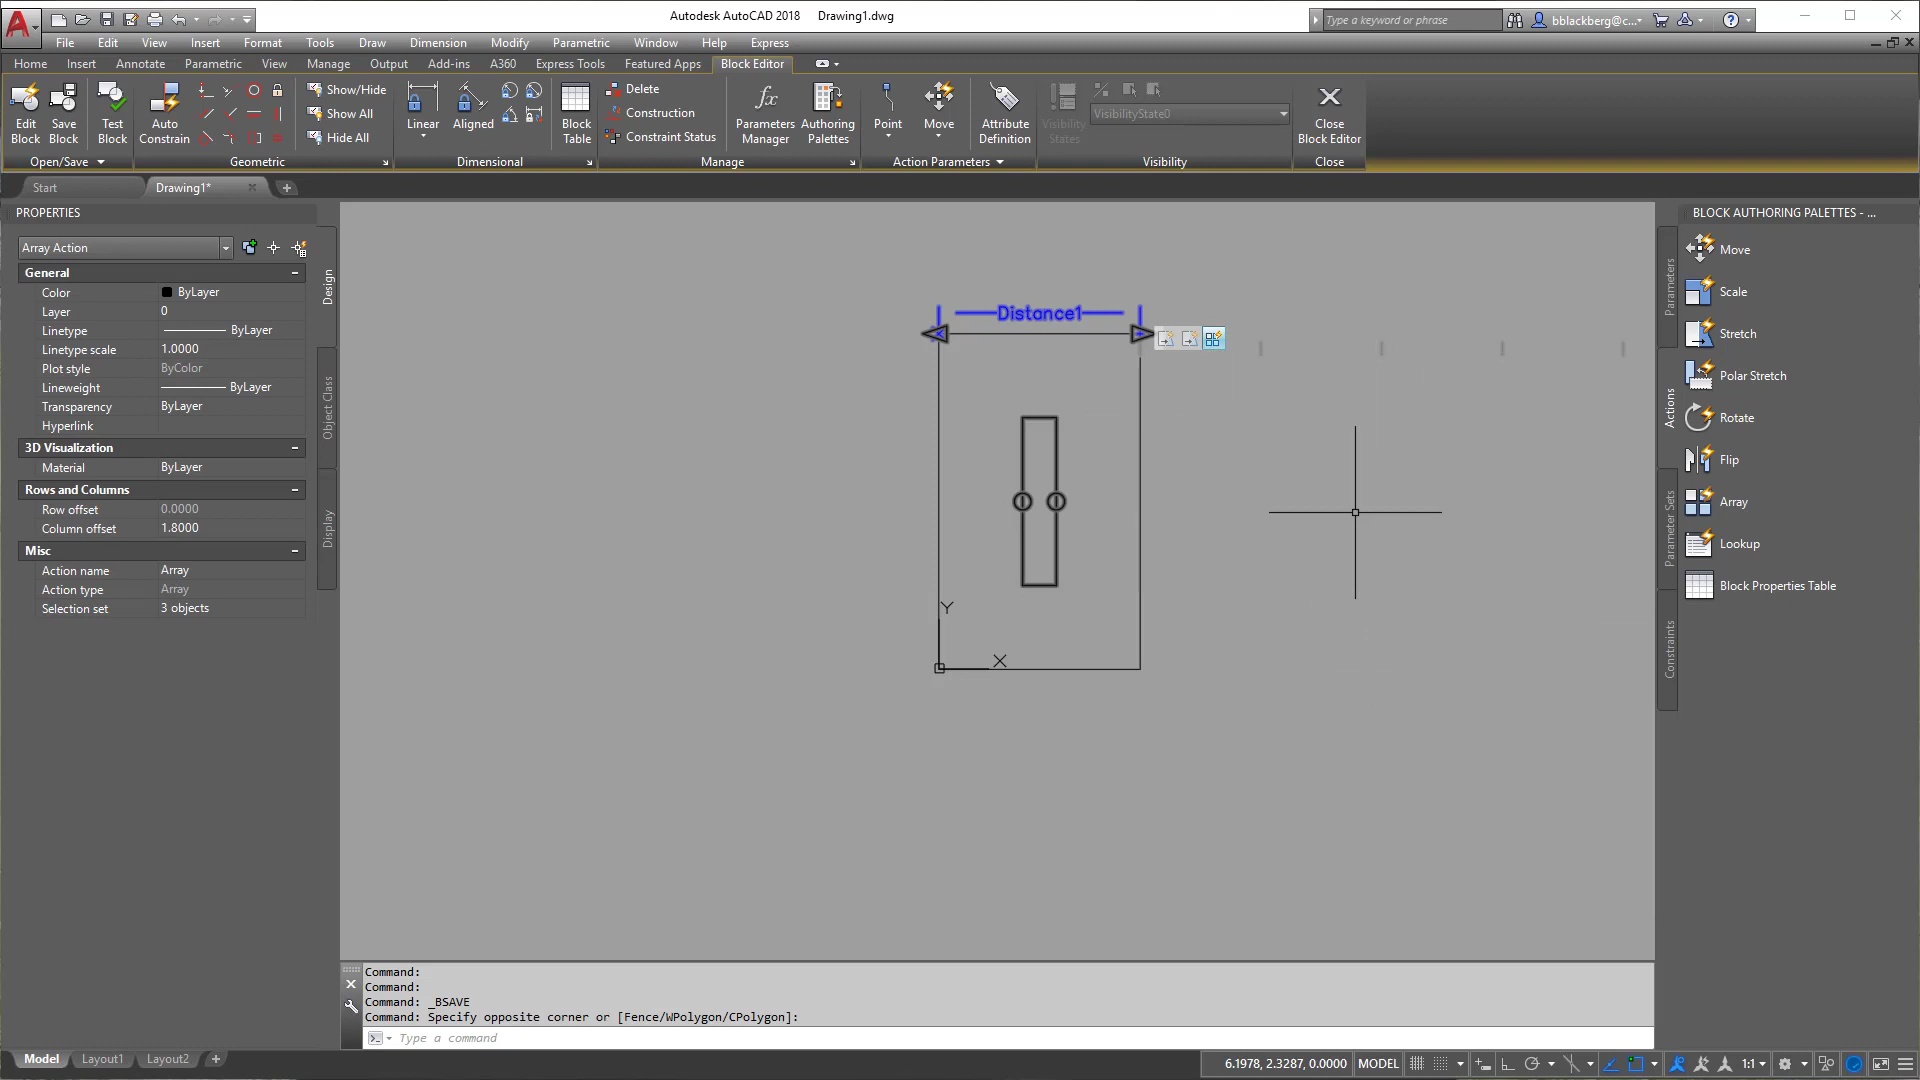 Autodesk AutoCAD 2018 Drawing1.dwg
Type a keyword or phrase
bblackberg@c...
File Edit View Insert Format Tools Draw Dimension Modify Parametric Window Help Express
Home Insert Annotate Parametric View Manage Output Add-ins A360 Express Tools Featured Apps Block Editor
Edit Block
Save Block
Test Block
Auto Constrain
Show/Hide
Show All
Hide All
Linear
Aligned
Block Table
Delete
Construction
Constraint Status
fx
Parameters Manager
Authoring Palettes
Point
Move
Attribute Definition
Visibility States
VisibilityState0
Close Block Editor
Open/Save
Geometric
Dimensional
Manage
Action Parameters
Visibility
Close
Start
Drawing1*
PROPERTIES
Array Action
General
Color ByLayer
Layer 0
Linetype ByLayer
Linetype scale 1.0000
Plot style ByColor
Lineweight ByLayer
Transparency ByLayer
Hyperlink
3D Visualization
Material ByLayer
Rows and Columns
Row offset 0.0000
Column offset 1.8000
Misc
Action name Array
Action type Array
Selection set 3 objects
Design
Object Class
Display
Distance1
Y
X
BLOCK AUTHORING PALETTES - ...
Move
Scale
Stretch
Polar Stretch
Rotate
Flip
Array
Lookup
Block Properties Table
Parameters
Actions
Parameter Sets
Constraints
Command:
Command:
Command: _BSAVE
Command: Specify opposite corner or [Fence/WPolygon/CPolygon]:
Type a command
Model Layout1 Layout2
6.1978, 2.3287, 0.0000 MODEL 1:1